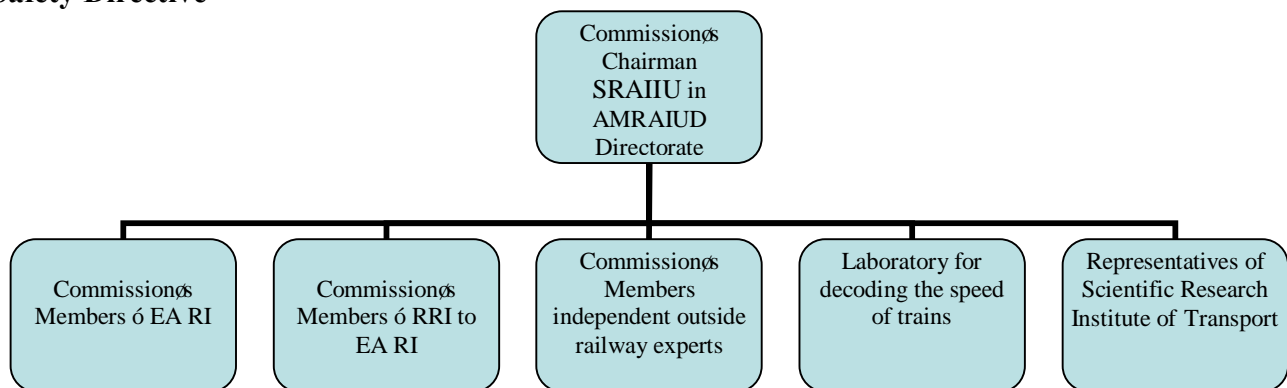 Safety Directive
Commissionøs
Chairman
SRAIIU in
AMRAIUD
Directorate
Commissionøs
Members ó EA RI
Commissionøs
Members ó RRI to
EA RI
Commissionøs
Members
independent outside
railway experts
Laboratory for
decoding the speed
of trains
Representatives of
Scientific Research
Institute of Transport